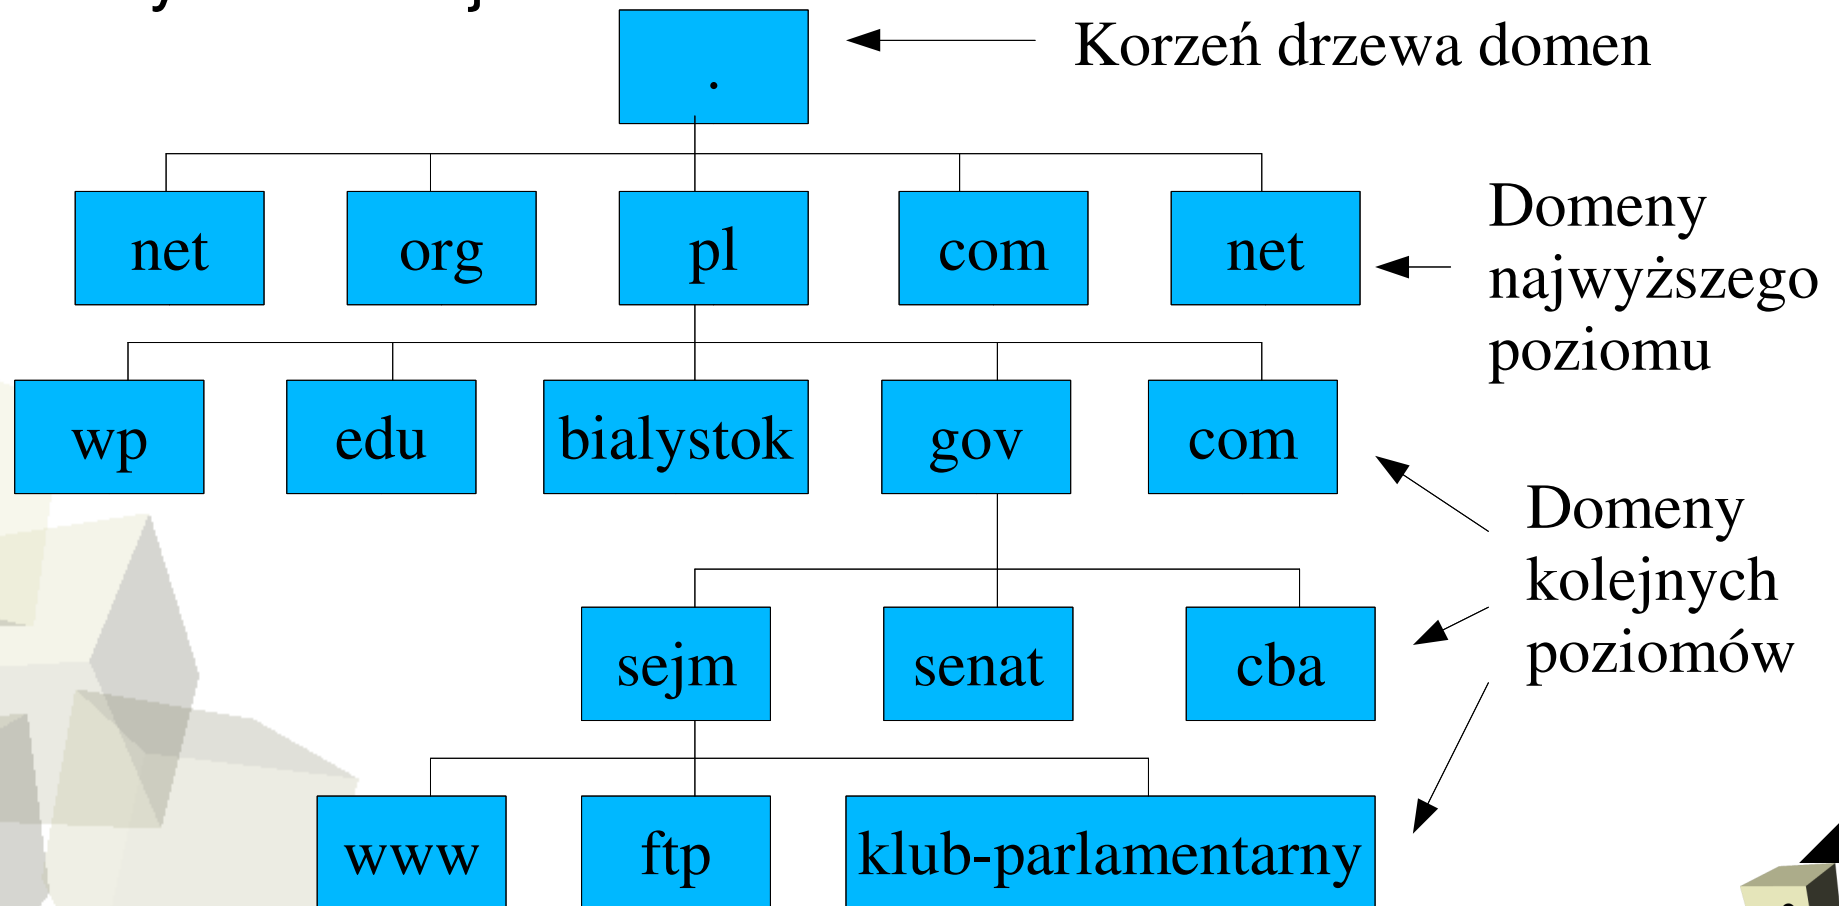 .
Korzeń drzewa domen
net org pl com net
Domeny
najwyższego
poziomu
wp edu bialystok gov com
Domeny
kolejnych
poziomów
sejm senat cba
www ftp klub-parlamentarny